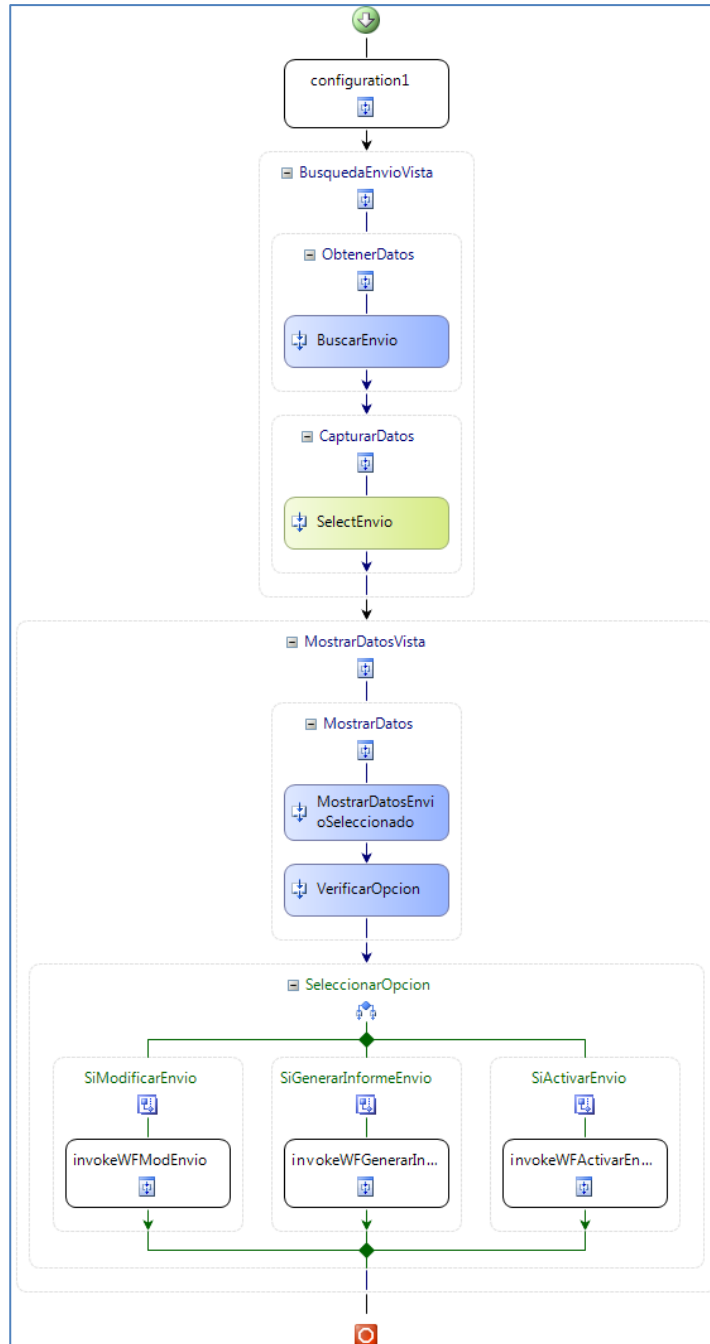 configuration1
BusquedaEnvioVista
ObtenerDatos
BuscarEnvio
CapturarDatos
SelectEnvio
MostrarDatosVista
MostrarDatos
MostrarDatosEnvi
oSeleccionado
VerificarOpcion
SeleccionarOpcion
SiModificarEnvio
SiGenerarInformeEnvio
SiActivarEnvio
invokeWFModEnvio
invokeWFGenerarIn...
invokeWFActivarEn...